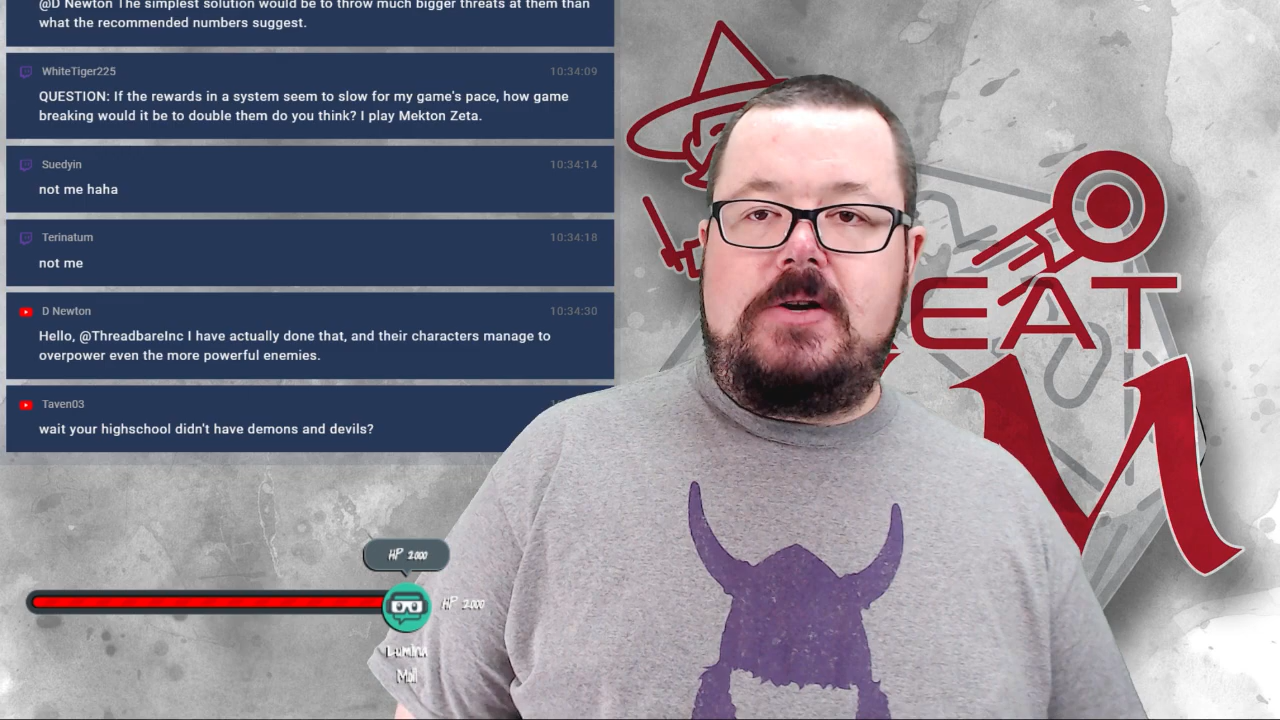 @D Newton The simplest solution would be to throw much bigger threats at them than
what the recommended numbers suggest.
WhiteTiger225 10:34:09
QUESTION: If the rewards in a system seem to slow for my game's pace, how game
breaking would it be to double them do you think? I play Mekton Zeta.
Suedyin 10:34:14
not me haha
Terinatum 10:34:18
not me
D Newton 10:34:30
Hello, @ThreadbareInc I have actually done that, and their characters manage to
overpower even the more powerful enemies.
Taven03
wait your highschool didn't have demons and devils?
EAT
M
HP 2000
HP 2000
Lumina